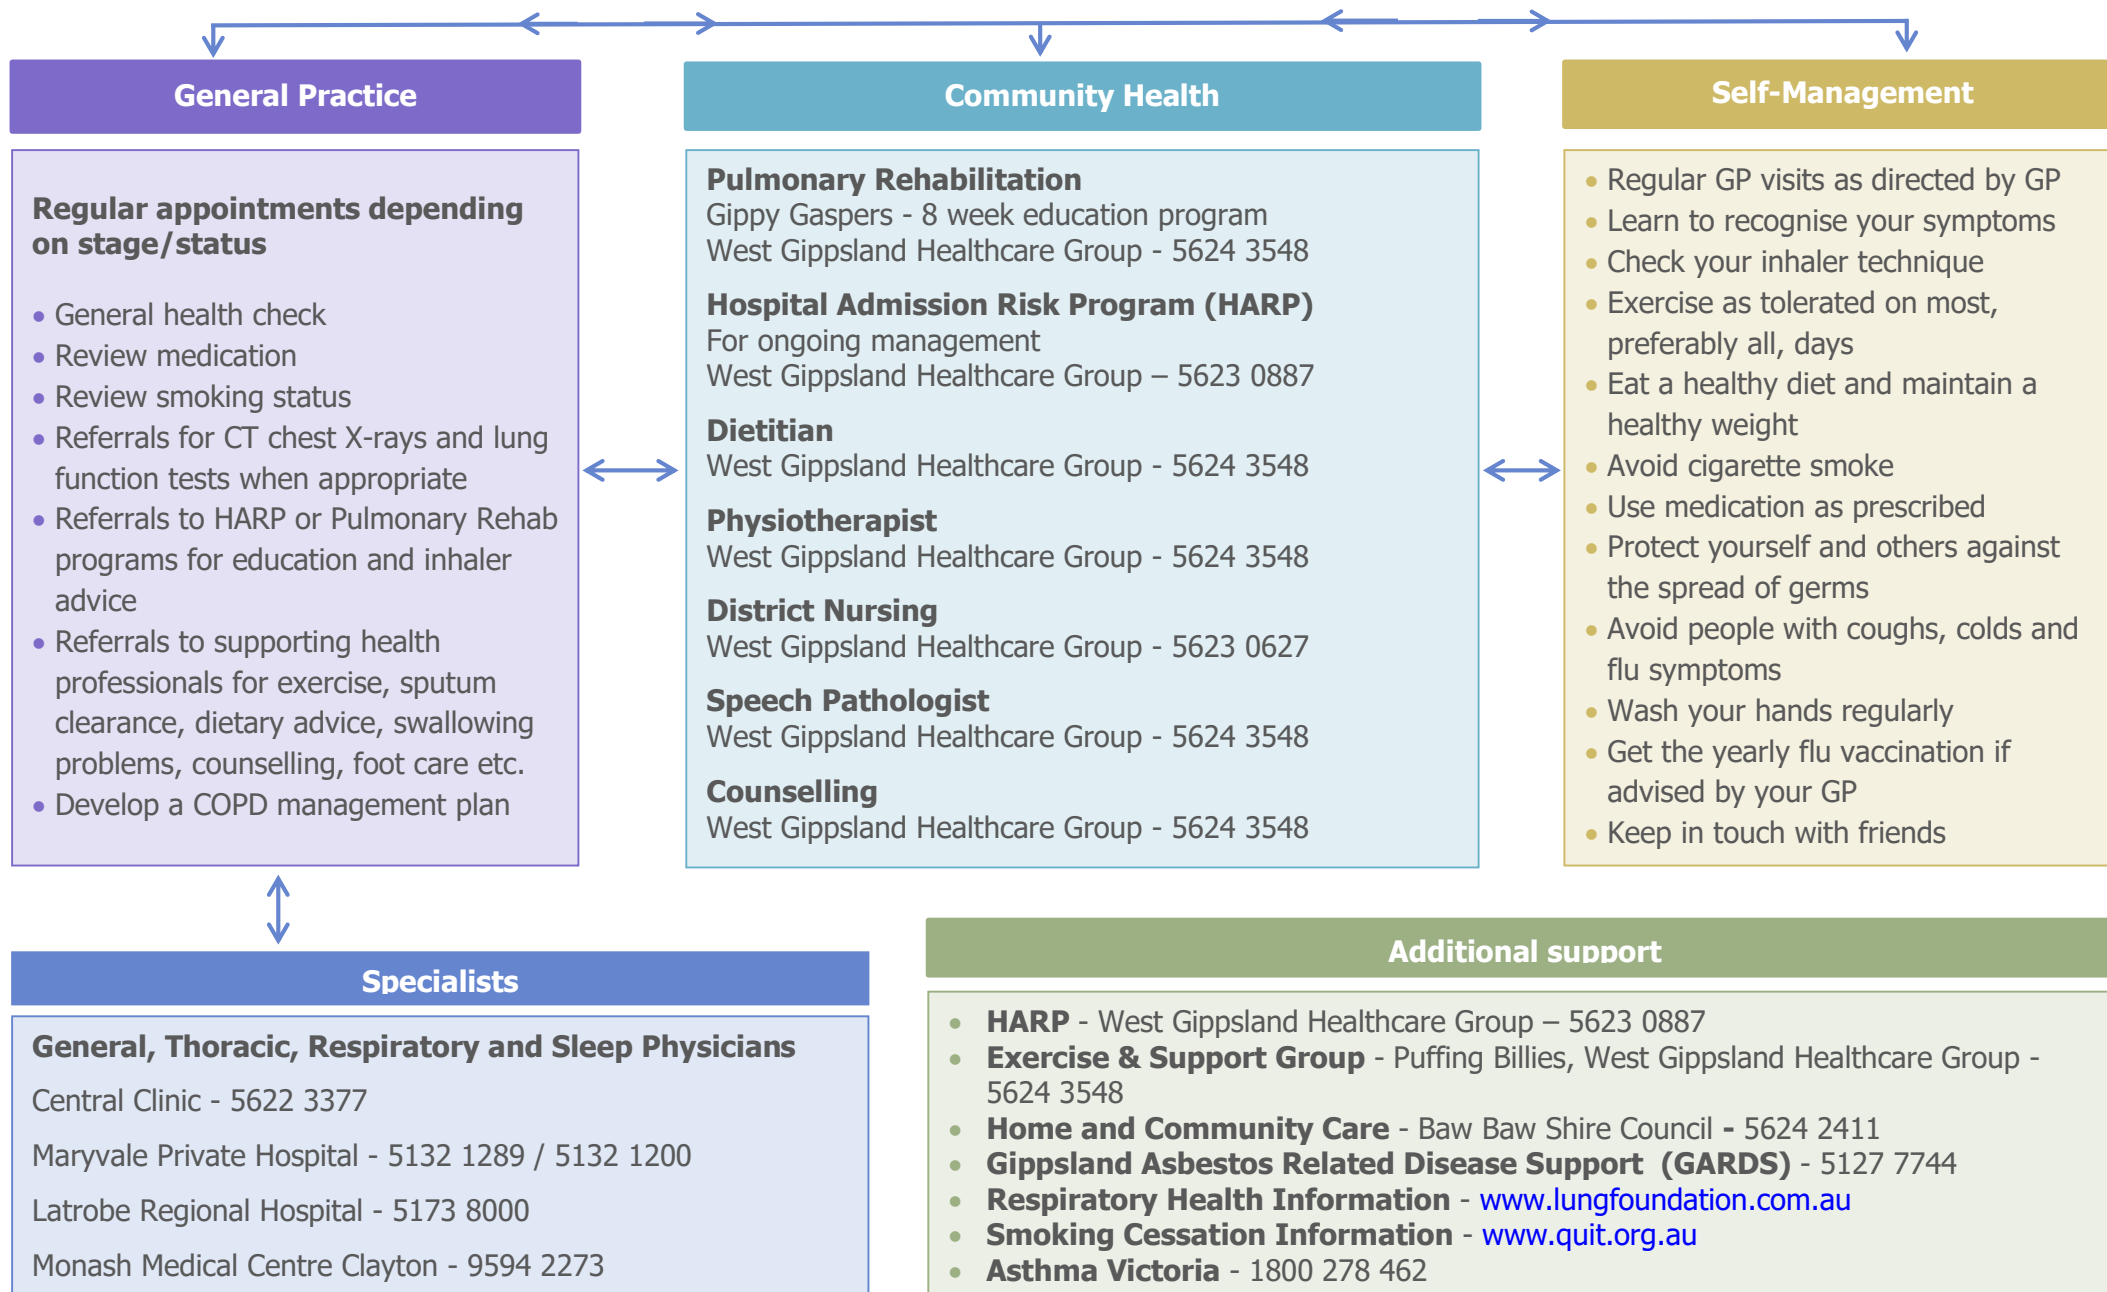 General Practice
Regular appointments depending
on stage/status
• General health check
• Review medication
• Review smoking status
• Referrals for CT chest X-rays and lung
function tests when appropriate
• Referrals to HARP or Pulmonary Rehab
programs for education and inhaler
advice
• Referrals to supporting health
professionals for exercise, sputum
clearance, dietary advice, swallowing
problems, counselling, foot care etc.
• Develop a COPD management plan
Community Health
Pulmonary Rehabilitation
Gippy Gaspers - 8 week education program
West Gippsland Healthcare Group - 5624 3548
Hospital Admission Risk Program (HARP)
For ongoing management
West Gippsland Healthcare Group – 5623 0887
Dietitian
West Gippsland Healthcare Group - 5624 3548
Physiotherapist
West Gippsland Healthcare Group - 5624 3548
District Nursing
West Gippsland Healthcare Group - 5623 0627
Speech Pathologist
West Gippsland Healthcare Group - 5624 3548
Counselling
West Gippsland Healthcare Group - 5624 3548
Self-Management
• Regular GP visits as directed by GP
• Learn to recognise your symptoms
• Check your inhaler technique
• Exercise as tolerated on most,
preferably all, days
• Eat a healthy diet and maintain a
healthy weight
• Avoid cigarette smoke
• Use medication as prescribed
• Protect yourself and others against
the spread of germs
• Avoid people with coughs, colds and
flu symptoms
• Wash your hands regularly
• Get the yearly flu vaccination if
advised by your GP
• Keep in touch with friends
Specialists
General, Thoracic, Respiratory and Sleep Physicians
Central Clinic - 5622 3377
Maryvale Private Hospital - 5132 1289 / 5132 1200
Latrobe Regional Hospital - 5173 8000
Monash Medical Centre Clayton - 9594 2273
Additional support
• HARP - West Gippsland Healthcare Group – 5623 0887
• Exercise & Support Group - Puffing Billies, West Gippsland Healthcare Group -
5624 3548
• Home and Community Care - Baw Baw Shire Council - 5624 2411
• Gippsland Asbestos Related Disease Support (GARDS) - 5127 7744
• Respiratory Health Information - www.lungfoundation.com.au
• Smoking Cessation Information - www.quit.org.au
• Asthma Victoria - 1800 278 462